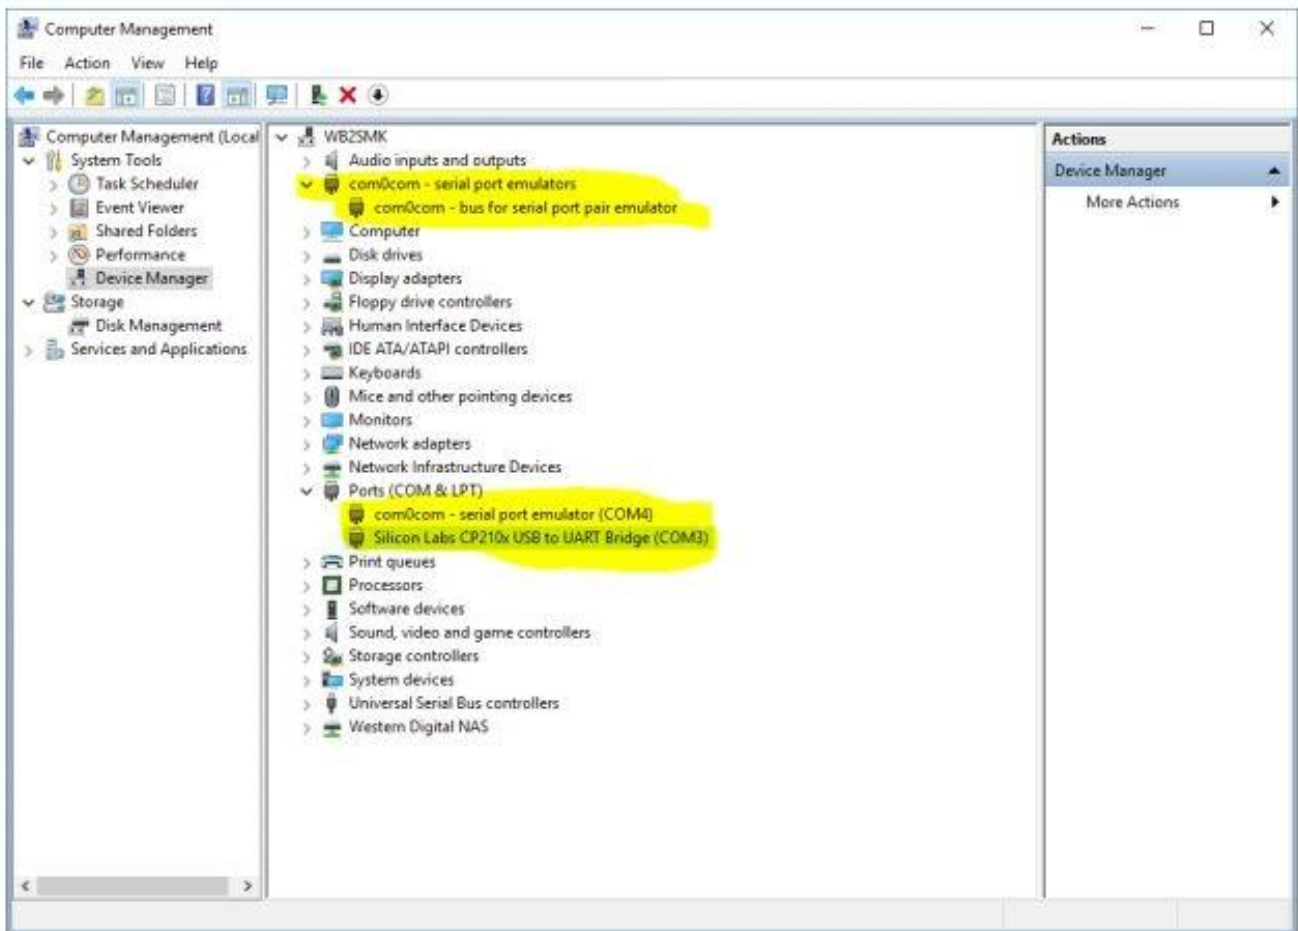 Computer Management
File Action View Help
Computer Management (Local
System Tools
Task Scheduler
Event Viewer
Shared Folders
Performance
Device Manager
Storage
Disk Management
Services and Applications
WB2SMK
Audio inputs and outputs
com0com - serial port emulators
com0com - bus for serial port pair emulator
Computer
Disk drives
Display adapters
Floppy drive controllers
Human Interface Devices
IDE ATA/ATAPI controllers
Keyboards
Mice and other pointing devices
Monitors
Network adapters
Network Infrastructure Devices
Ports (COM & LPT)
com0com - serial port emulator (COM4)
Silicon Labs CP210x USB to UART Bridge (COM3)
Print queues
Processors
Software devices
Sound, video and game controllers
Storage controllers
System devices
Universal Serial Bus controllers
Western Digital NAS
Actions
Device Manager
More Actions